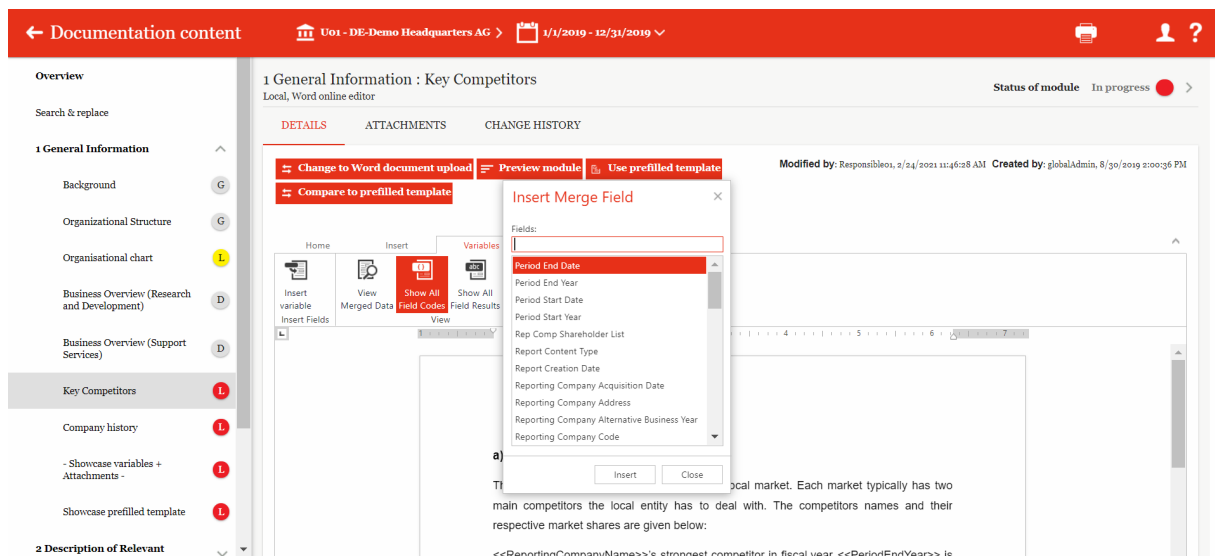 ← Documentation content
U01 - DE-Demo Headquarters AG
1/1/2019 - 12/31/2019
?
Overview
Search & replace
1 General Information
Background G
Organizational Structure G
Organisational chart L
Business Overview (Research
and Development) D
Business Overview (Support
Services) D
Key Competitors L
Company history L
- Showcase variables +
Attachments - L
Showcase prefilled template L
2 Description of Relevant
1 General Information : Key Competitors
Local, Word online editor
Status of module In progress
DETAILS ATTACHMENTS CHANGE HISTORY
Change to Word document upload Preview module Use prefilled template
Compare to prefilled template
Modified by: Responsible01, 2/24/2021 11:46:28 AM Created by: globalAdmin, 8/30/2019 2:00:36 PM
Home Insert Variables
Insert
variable
View
Merged Data
Show All
Field Codes
Show All
Field Results
Insert Fields View
Insert Merge Field
Fields:
Period End Date
Period End Year
Period Start Date
Period Start Year
Rep Comp Shareholder List
Report Content Type
Report Creation Date
Reporting Company Acquisition Date
Reporting Company Address
Reporting Company Alternative Business Year
Reporting Company Code
Insert Close
1 4 5 6 7
a)
ocal market. Each market typically has two
main competitors the local entity has to deal with. The competitors names and their
respective market shares are given below:
<<ReportingCompanyName>>'s strongest competitor in fiscal year <<PeriodEndYear>> is